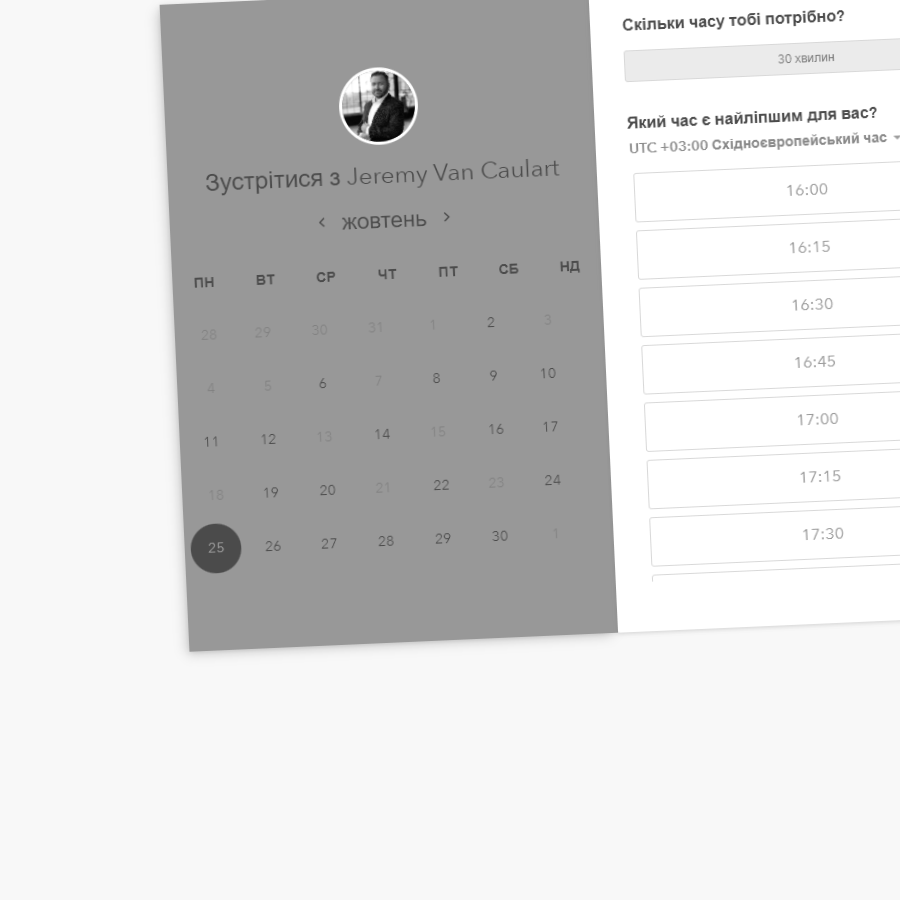 Зустрітися з Jeremy Van Caulart
‹ жовтень ›
ПН ВТ СР ЧТ ПТ СБ НД
28 29 30 31 1 2 3
4 5 6 7 8 9 10
11 12 13 14 15 16 17
18 19 20 21 22 23 24
25 26 27 28 29 30 1
Скільки часу тобі потрібно?
30 хвилин
Який час є найліпшим для вас?
UTC +03:00 Східноєвропейський час
16:00
16:15
16:30
16:45
17:00
17:15
17:30